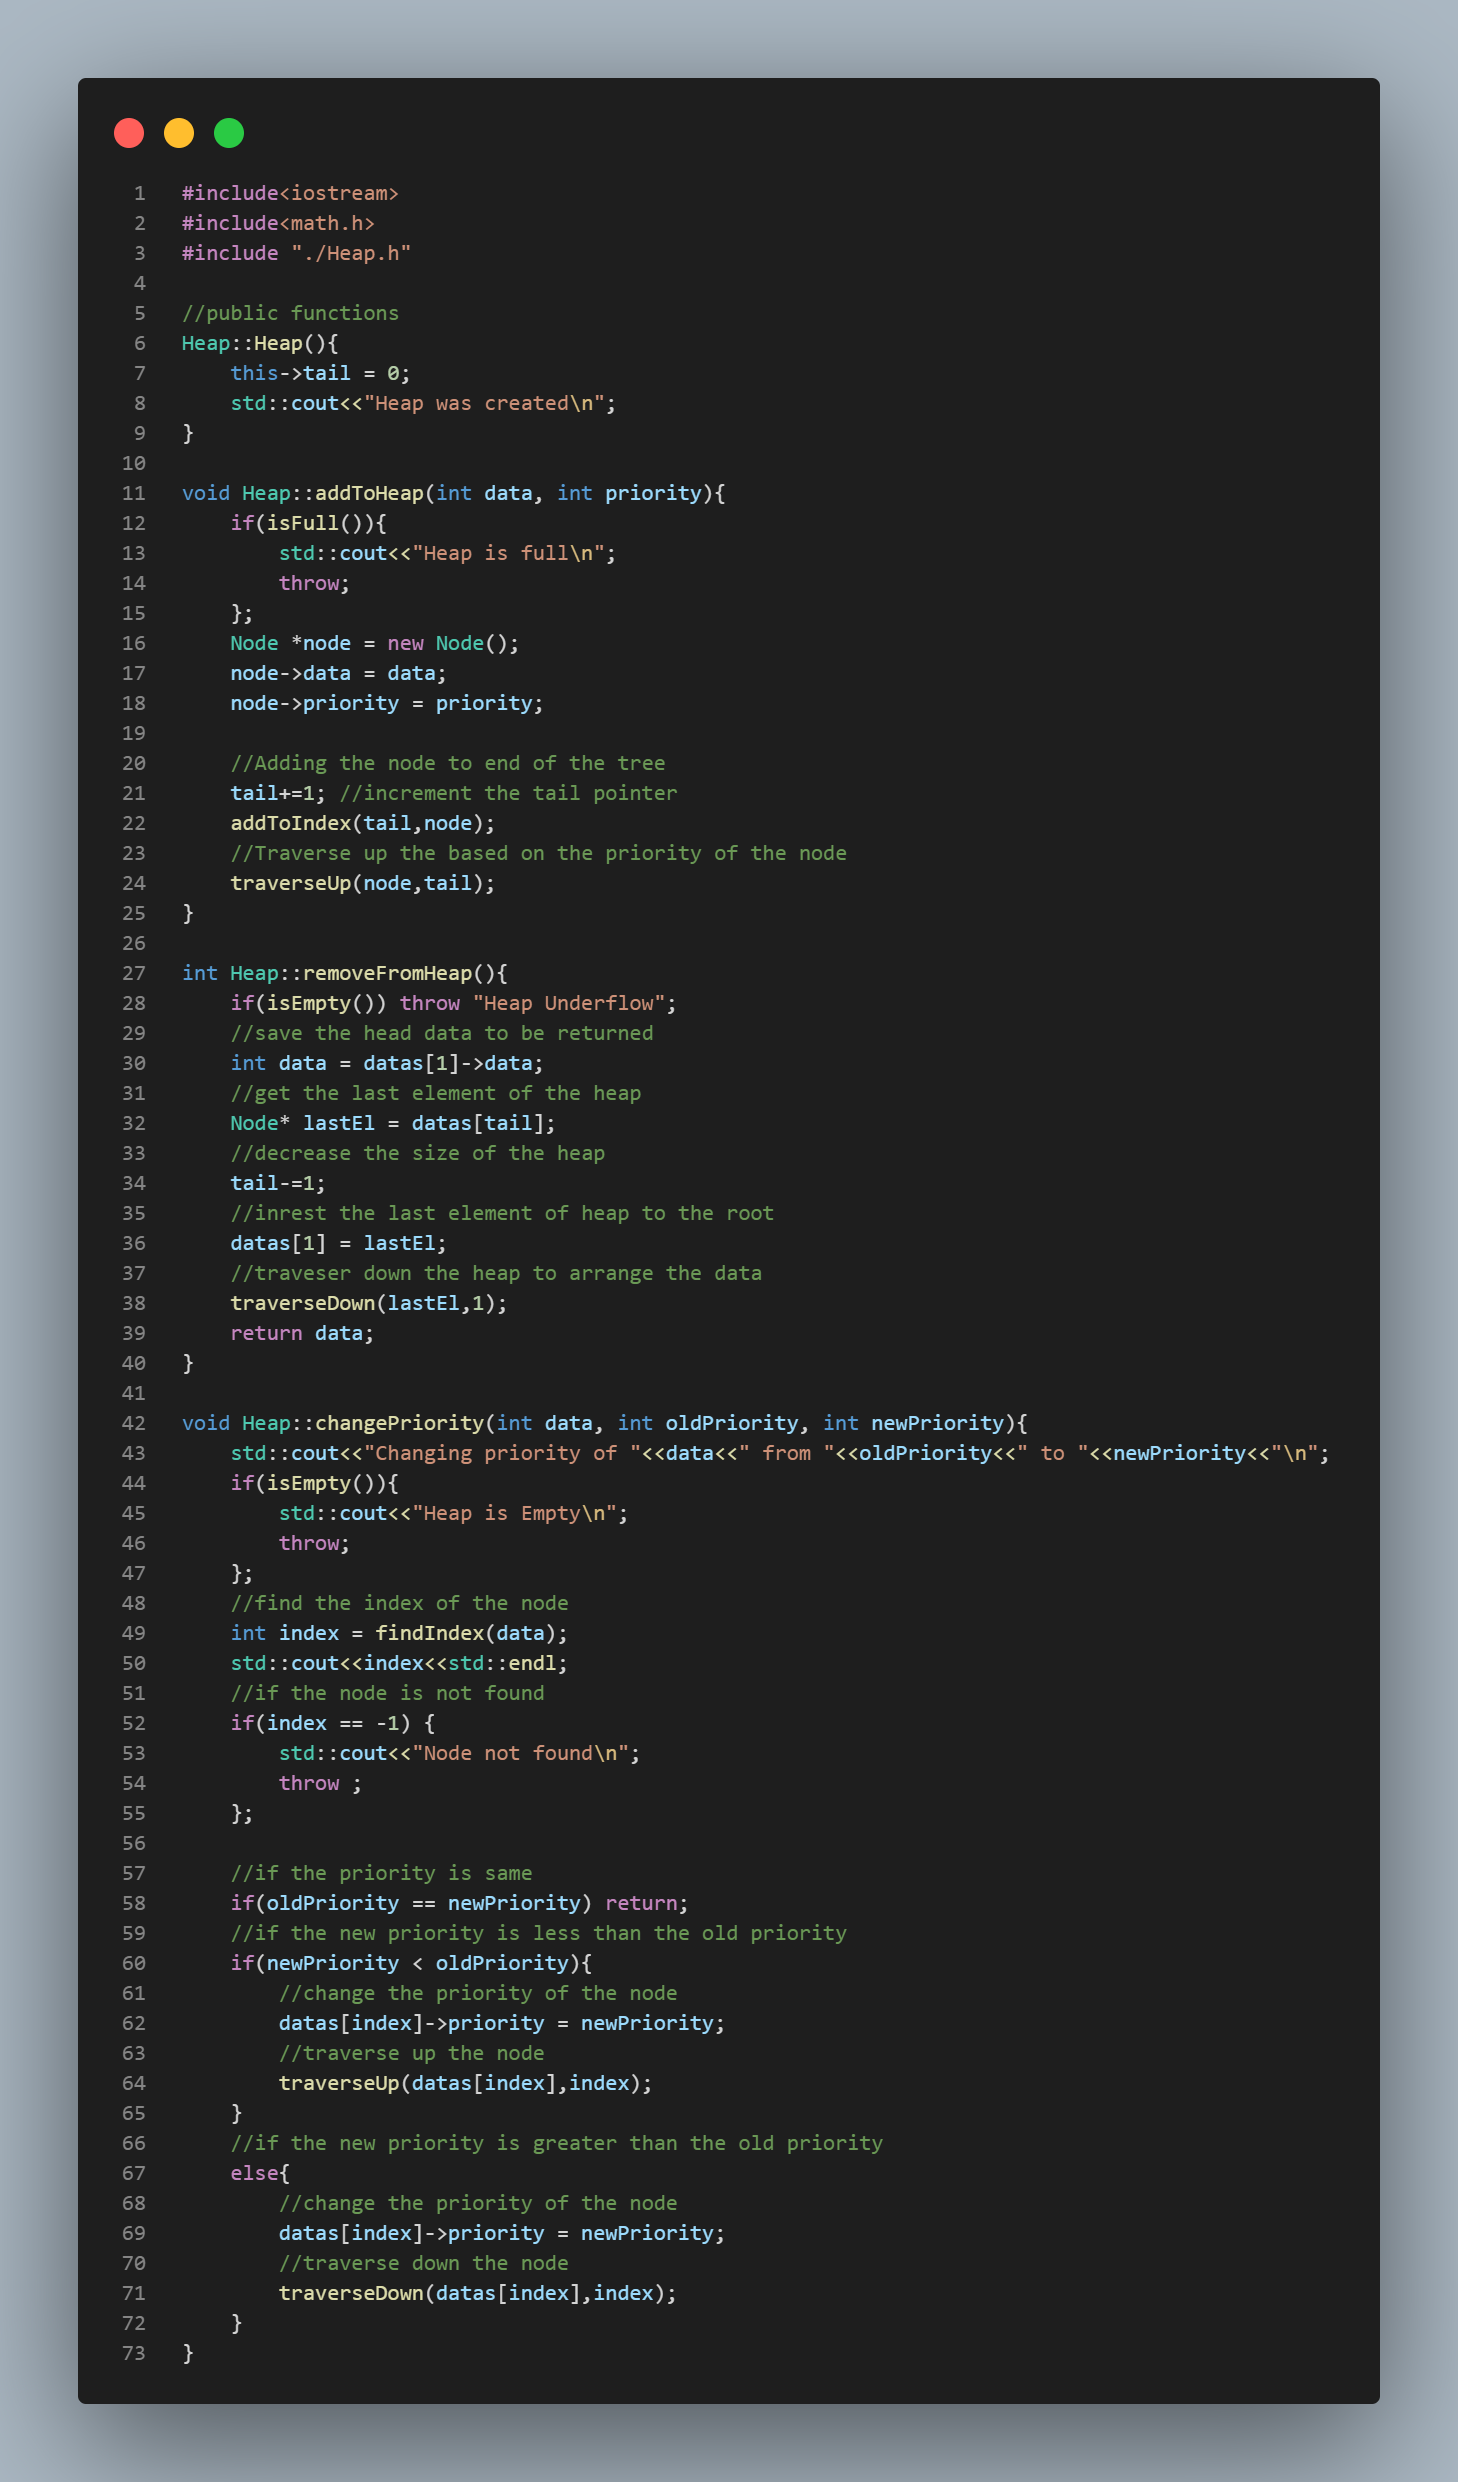 1 #include<iostream>
2 #include<math.h>
3 #include "./Heap.h"
4
5 //public functions
6 Heap::Heap(){
7     this->tail = 0;
8     std::cout<<"Heap was created\n";
9 }
10
11 void Heap::addToHeap(int data, int priority){
12     if(isFull()){
13         std::cout<<"Heap is full\n";
14         throw;
15     };
16     Node *node = new Node();
17     node->data = data;
18     node->priority = priority;
19
20     //Adding the node to end of the tree
21     tail+=1; //increment the tail pointer
22     addToIndex(tail,node);
23     //Traverse up the based on the priority of the node
24     traverseUp(node,tail);
25 }
26
27 int Heap::removeFromHeap(){
28     if(isEmpty()) throw "Heap Underflow";
29     //save the head data to be returned
30     int data = datas[1]->data;
31     //get the last element of the heap
32     Node* lastEl = datas[tail];
33     //decrease the size of the heap
34     tail-=1;
35     //inrest the last element of heap to the root
36     datas[1] = lastEl;
37     //traveser down the heap to arrange the data
38     traverseDown(lastEl,1);
39     return data;
40 }
41
42 void Heap::changePriority(int data, int oldPriority, int newPriority){
43     std::cout<<"Changing priority of "<<data<<" from "<<oldPriority<<" to "<<newPriority<<"\n";
44     if(isEmpty()){
45         std::cout<<"Heap is Empty\n";
46         throw;
47     };
48     //find the index of the node
49     int index = findIndex(data);
50     std::cout<<index<<std::endl;
51     //if the node is not found
52     if(index == -1) {
53         std::cout<<"Node not found\n";
54         throw ;
55     };
56
57     //if the priority is same
58     if(oldPriority == newPriority) return;
59     //if the new priority is less than the old priority
60     if(newPriority < oldPriority){
61         //change the priority of the node
62         datas[index]->priority = newPriority;
63         //traverse up the node
64         traverseUp(datas[index],index);
65     }
66     //if the new priority is greater than the old priority
67     else{
68         //change the priority of the node
69         datas[index]->priority = newPriority;
70         //traverse down the node
71         traverseDown(datas[index],index);
72     }
73 }